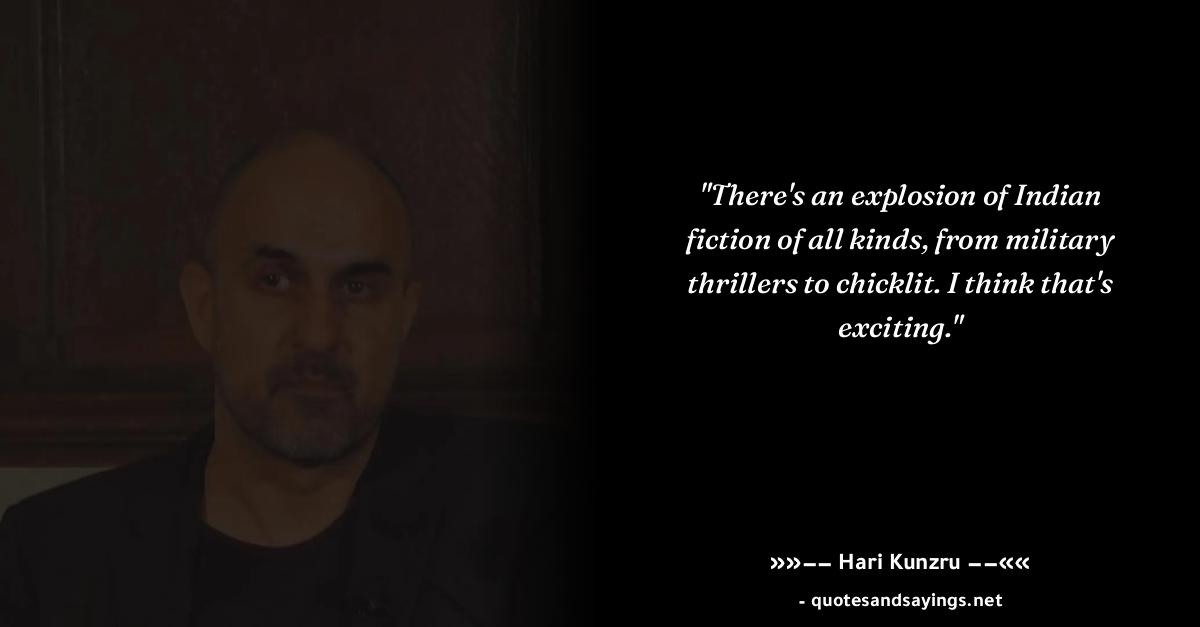 "There's an explosion of Indian
fiction of all kinds, from military
thrillers to chicklit. I think that's
exciting."
»»−− Hari Kunzru −−««
- quotesandsayings.net